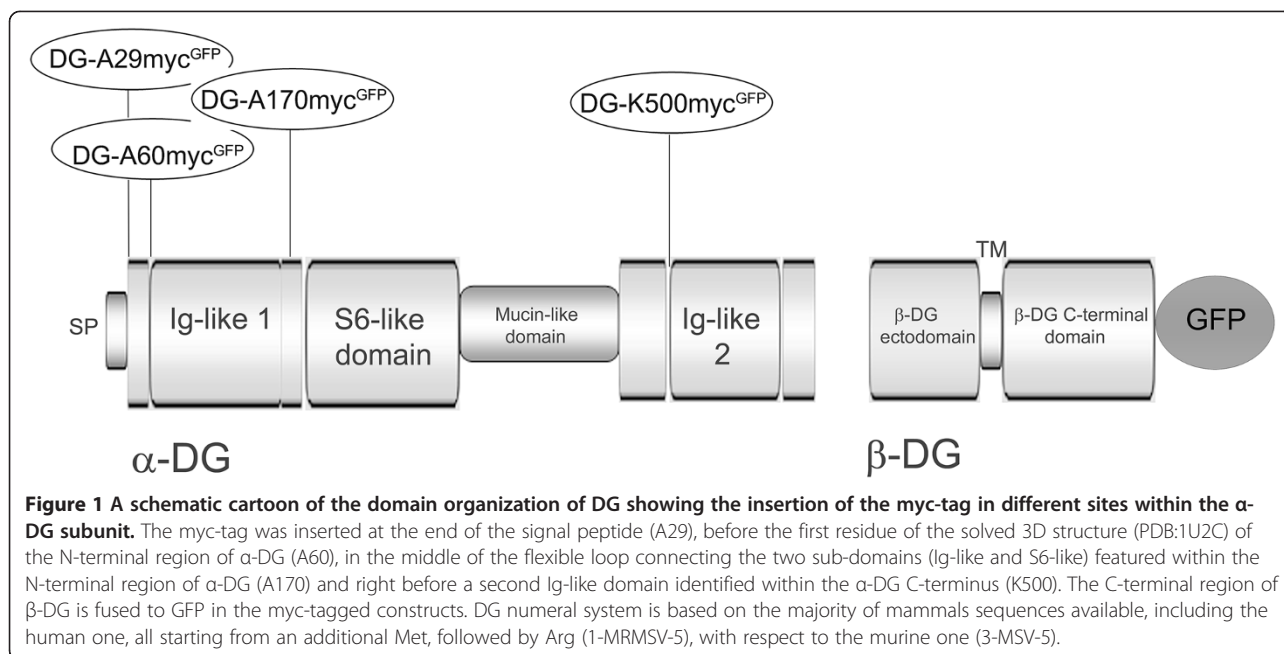 DG-A29myc^GFP
DG-A170myc^GFP
DG-K500myc^GFP
DG-A60myc^GFP
TM
SP
Ig-like 1
S6-like
domain
Mucin-like
domain
Ig-like
2
β-DG
ectodomain
β-DG C-terminal
domain
GFP
α-DG
β-DG
Figure 1 A schematic cartoon of the domain organization of DG showing the insertion of the myc-tag in different sites within the α-
DG subunit. The myc-tag was inserted at the end of the signal peptide (A29), before the first residue of the solved 3D structure (PDB:1U2C) of
the N-terminal region of α-DG (A60), in the middle of the flexible loop connecting the two sub-domains (Ig-like and S6-like) featured within the
N-terminal region of α-DG (A170) and right before a second Ig-like domain identified within the α-DG C-terminus (K500). The C-terminal region of
β-DG is fused to GFP in the myc-tagged constructs. DG numeral system is based on the majority of mammals sequences available, including the
human one, all starting from an additional Met, followed by Arg (1-MRMSV-5), with respect to the murine one (3-MSV-5).